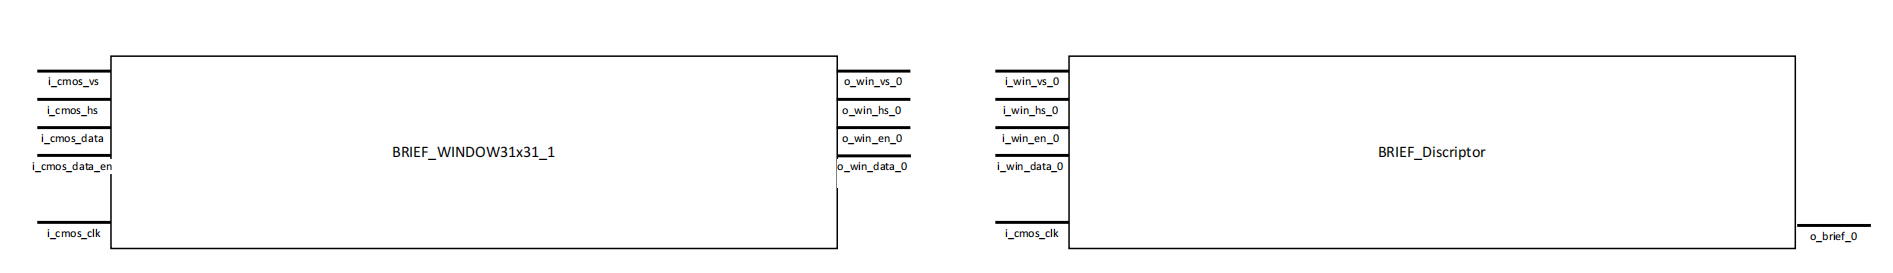 i_cmos_vs
i_cmos_hs
i_cmos_data
i_cmos_data_en
i_cmos_clk
BRIEF_WINDOW31x31_1
o_win_vs_0
o_win_hs_0
o_win_en_0
o_win_data_0
i_win_vs_0
i_win_hs_0
i_win_en_0
i_win_data_0
i_cmos_clk
BRIEF_Discriptor
o_brief_0